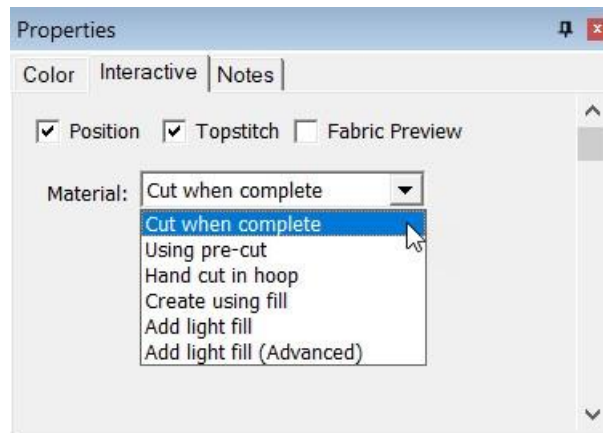 Properties
Color Interactive Notes
Position Topstitch Fabric Preview
Material: Cut when complete
Cut when complete
Using pre-cut
Hand cut in hoop
Create using fill
Add light fill
Add light fill (Advanced)